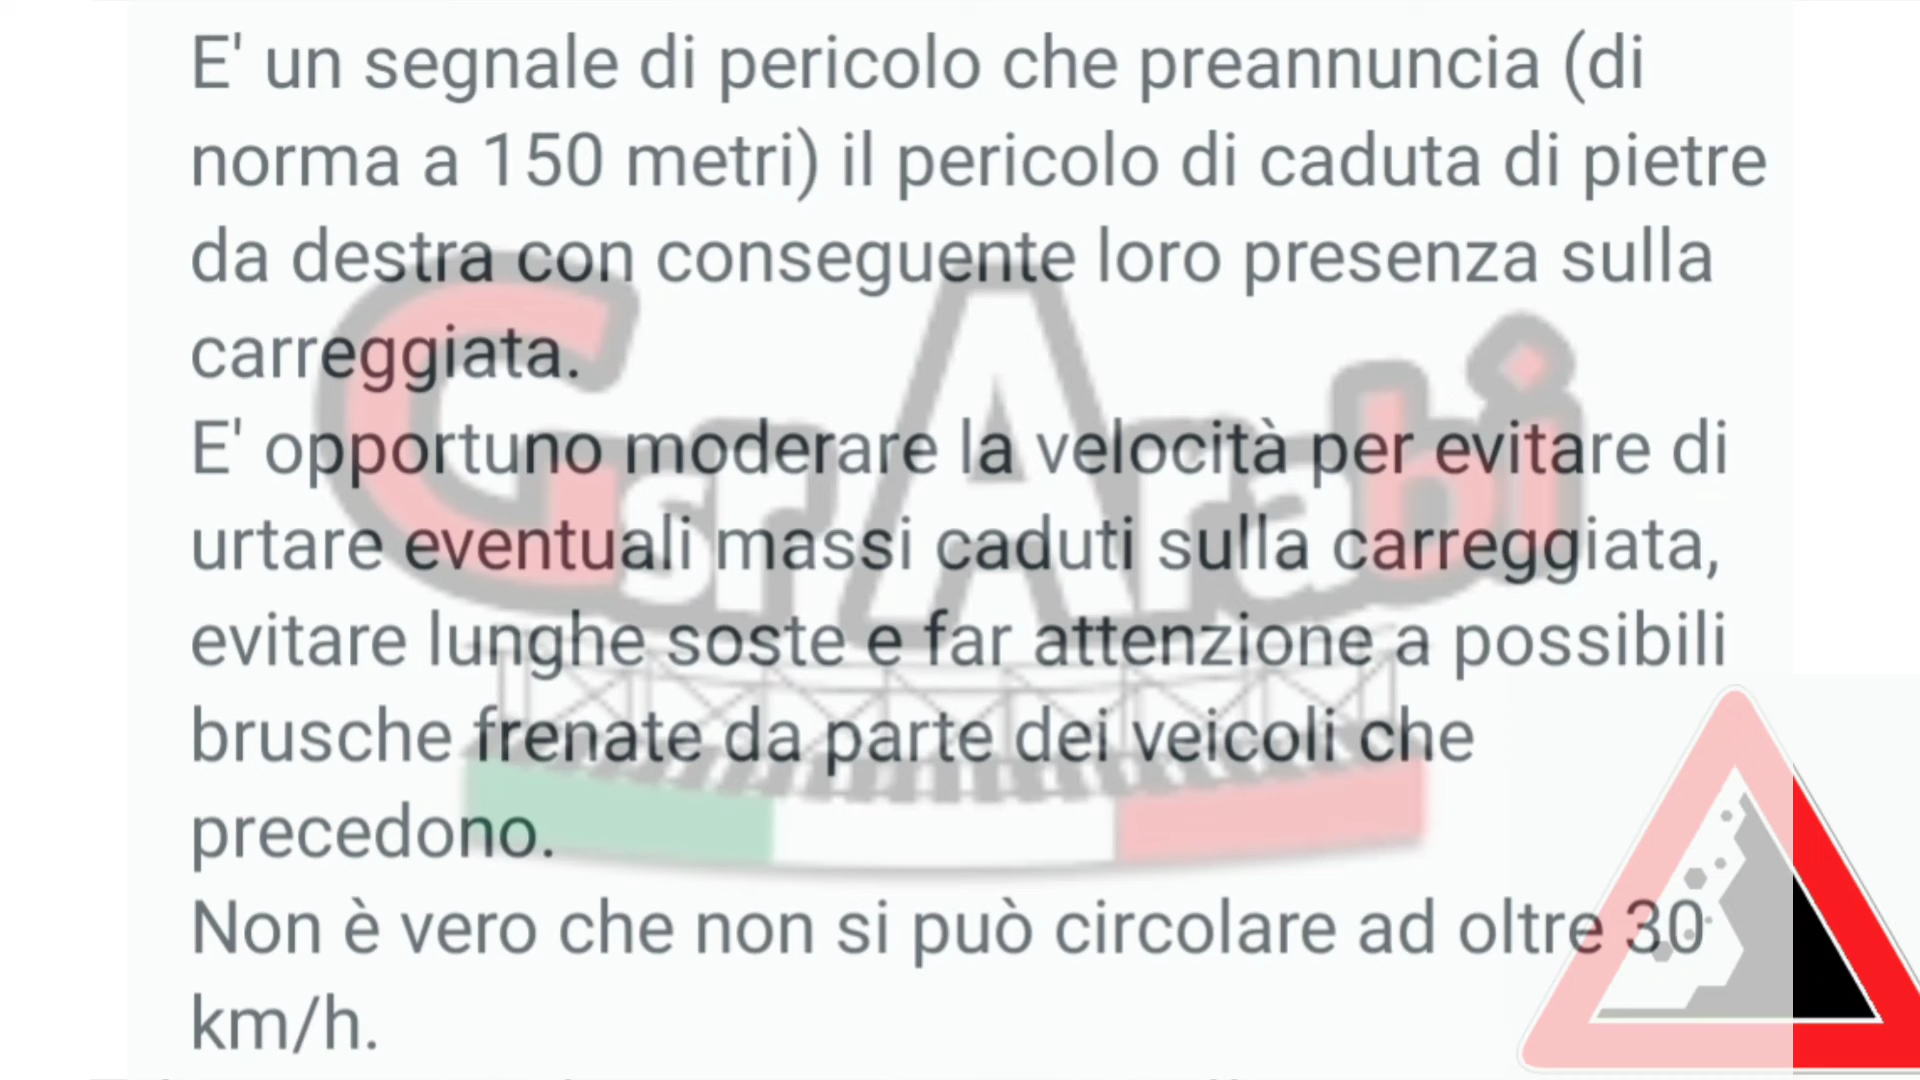 E' un segnale di pericolo che preannuncia (di
norma a 150 metri) il pericolo di caduta di pietre
da destra con conseguente loro presenza sulla
carreggiata.
E' opportuno moderare la velocità per evitare di
urtare eventuali massi caduti sulla carreggiata,
evitare lunghe soste e far attenzione a possibili
brusche frenate da parte dei veicoli che
precedono.
Non è vero che non si può circolare ad oltre 30
km/h.
GsrArabi